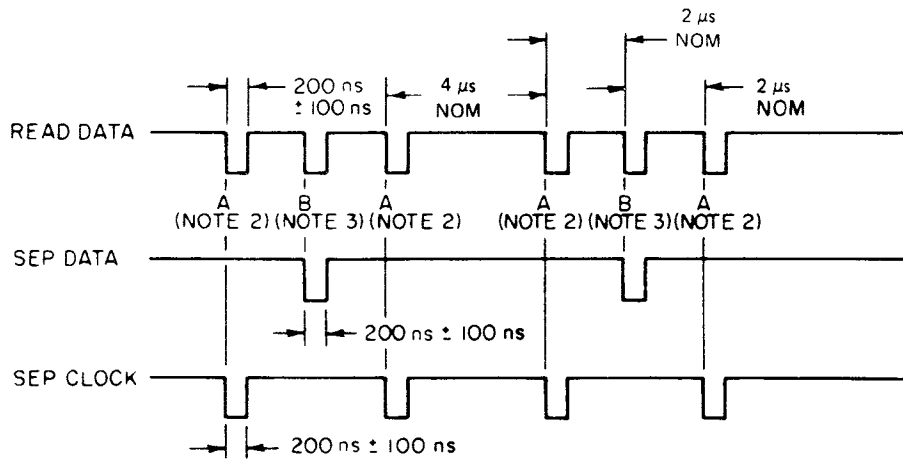 2 µs
NOM
200 ns
± 100 ns
4 µs
NOM
2 µs
NOM
READ DATA
A
(NOTE 2)
B
(NOTE 3)
A
(NOTE 2)
A
(NOTE 2)
B
(NOTE 3)
A
(NOTE 2)
SEP DATA
200 ns ± 100 ns
SEP CLOCK
200 ns ± 100 ns